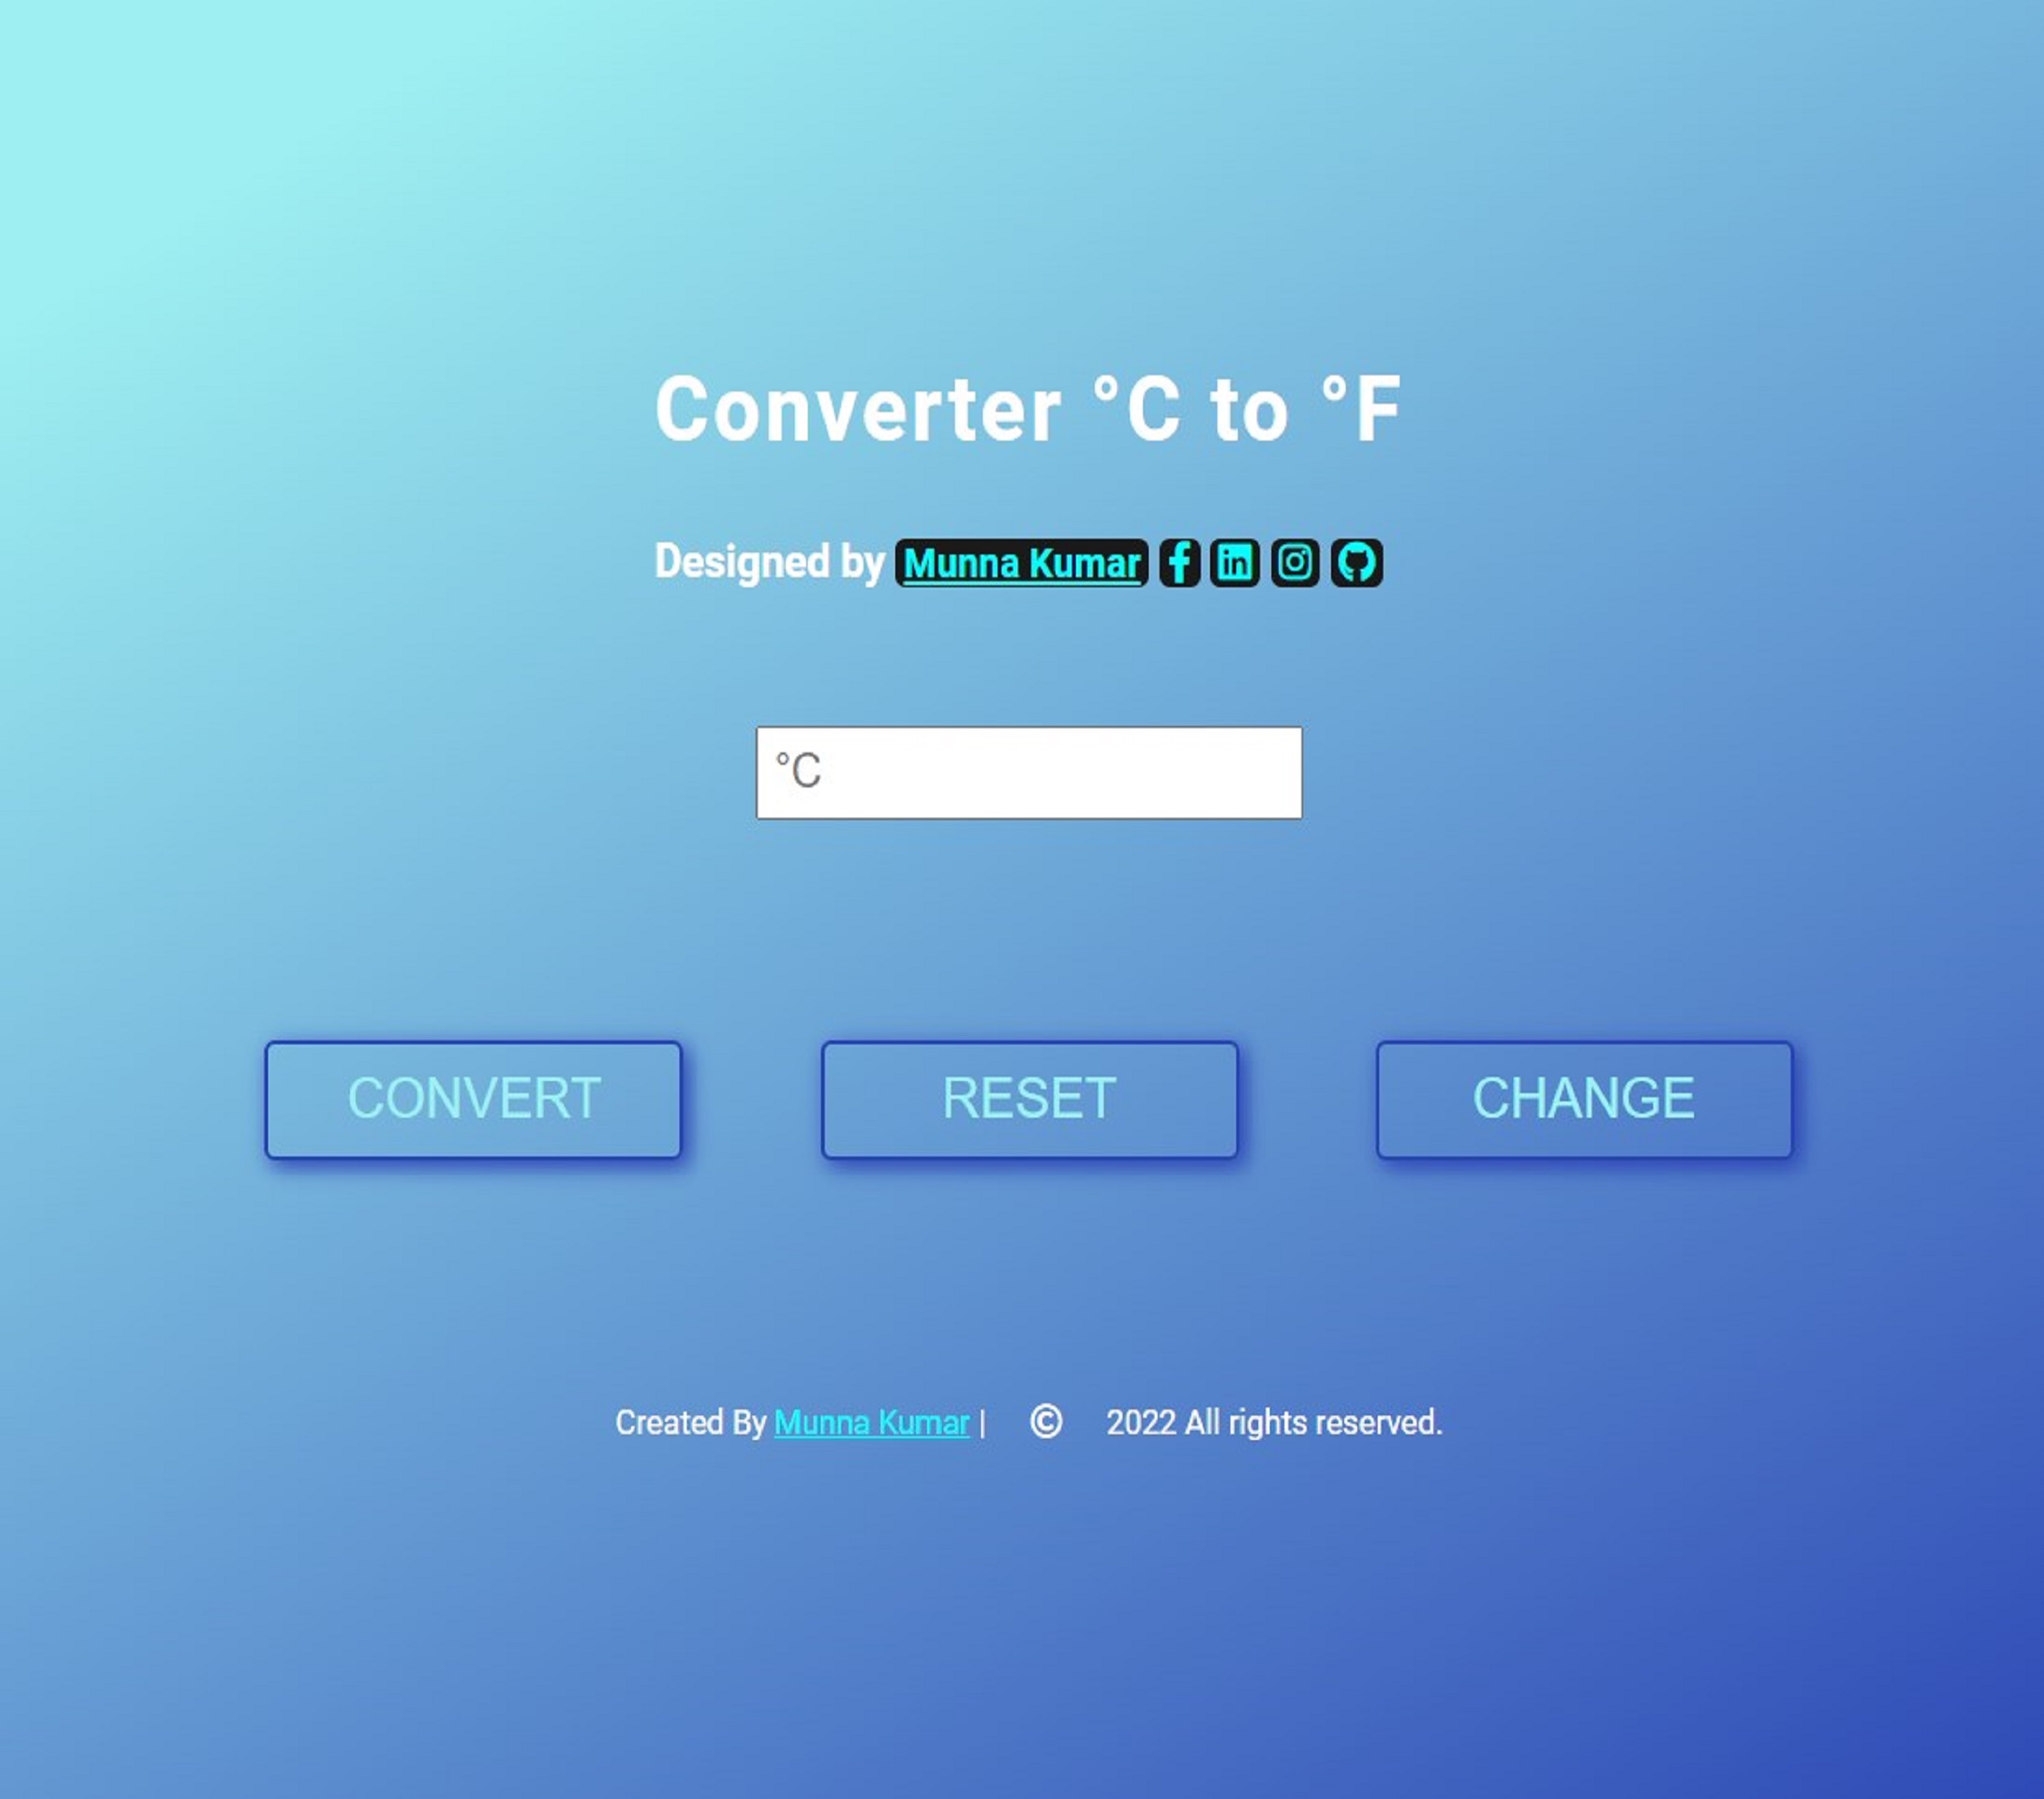 Converter °C to °F
Designed by Munna Kumar
°C
CONVERT RESET CHANGE
Created By Munna Kumar | © 2022 All rights reserved.